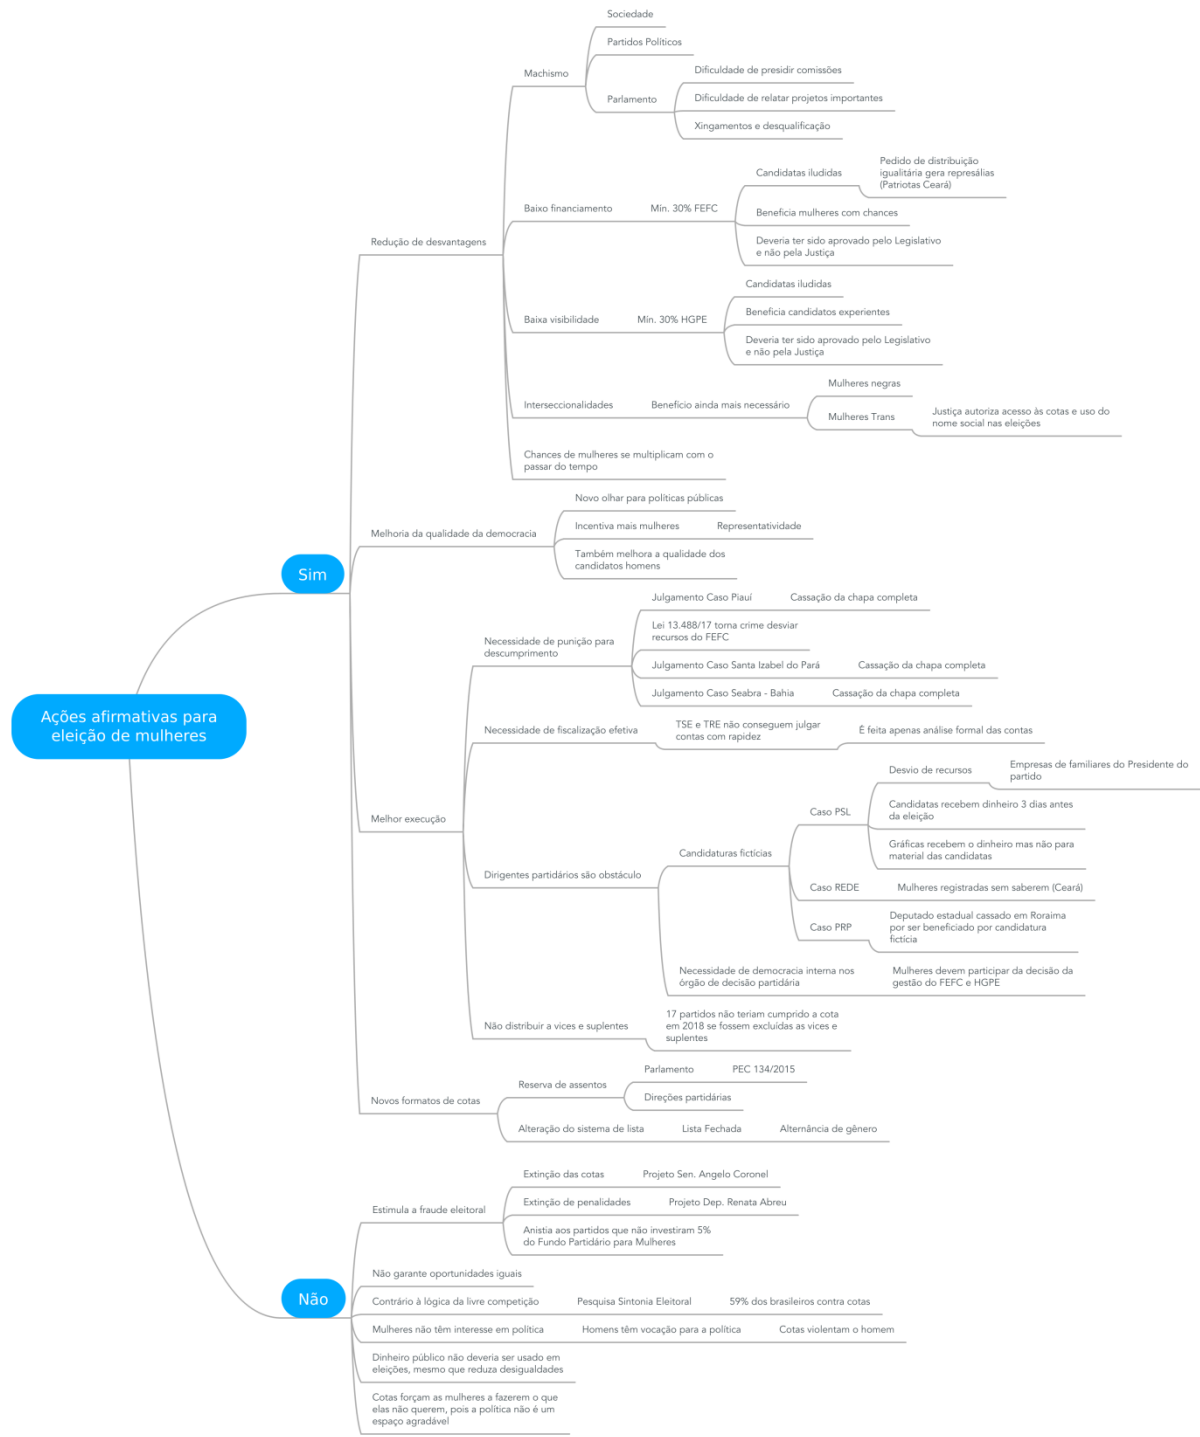 Sociedade
Partidos Políticos
Machismo
Dificuldade de presidir comissões
Parlamento
Dificuldade de relatar projetos importantes
Xingamentos e desqualificação
Candidatas iludidas
Pedido de distribuição
igualitária gera represálias
(Patriotas Ceará)
Baixo financiamento
Mín. 30% FEFC
Beneficia mulheres com chances
Deveria ter sido aprovado pelo Legislativo
e não pela Justiça
Redução de desvantagens
Candidatas iludidas
Baixa visibilidade
Mín. 30% HGPE
Beneficia candidatos experientes
Deveria ter sido aprovado pelo Legislativo
e não pela Justiça
Interseccionalidades
Benefício ainda mais necessário
Mulheres negras
Mulheres Trans
Justiça autoriza acesso às cotas e uso do
nome social nas eleições
Chances de mulheres se multiplicam com o
passar do tempo
Melhoria da qualidade da democracia
Novo olhar para políticas públicas
Incentiva mais mulheres
Representatividade
Também melhora a qualidade dos
candidatos homens
Sim
Necessidade de punição para
descumprimento
Julgamento Caso Piauí
Cassação da chapa completa
Lei 13.488/17 torna crime desviar
recursos do FEFC
Julgamento Caso Santa Izabel do Pará
Cassação da chapa completa
Julgamento Caso Seabra - Bahia
Cassação da chapa completa
Ações afirmativas para
eleição de mulheres
Necessidade de fiscalização efetiva
TSE e TRE não conseguem julgar
contas com rapidez
É feita apenas análise formal das contas
Melhor execução
Dirigentes partidários são obstáculo
Candidaturas fictícias
Caso PSL
Desvio de recursos
Empresas de familiares do Presidente do
partido
Candidatas recebem dinheiro 3 dias antes
da eleição
Gráficas recebem o dinheiro mas não para
material das candidatas
Caso REDE
Mulheres registradas sem saberem (Ceará)
Caso PRP
Deputado estadual cassado em Roraima
por ser beneficiado por candidatura
fictícia
Necessidade de democracia interna nos
órgão de decisão partidária
Mulheres devem participar da decisão da
gestão do FEFC e HGPE
Não distribuir a vices e suplentes
17 partidos não teriam cumprido a cota
em 2018 se fossem excluídas as vices e
suplentes
Novos formatos de cotas
Reserva de assentos
Parlamento
PEC 134/2015
Direções partidárias
Alteração do sistema de lista
Lista Fechada
Alternância de gênero
Não
Estimula a fraude eleitoral
Extinção das cotas
Projeto Sen. Angelo Coronel
Extinção de penalidades
Projeto Dep. Renata Abreu
Anistia aos partidos que não investiram 5%
do Fundo Partidário para Mulheres
Não garante oportunidades iguais
Contrário à lógica da livre competição
Pesquisa Sintonia Eleitoral
59% dos brasileiros contra cotas
Mulheres não têm interesse em política
Homens têm vocação para a política
Cotas violentam o homem
Dinheiro público não deveria ser usado em
eleições, mesmo que reduza desigualdades
Cotas forçam as mulheres a fazerem o que
elas não querem, pois a política não é um
espaço agradável